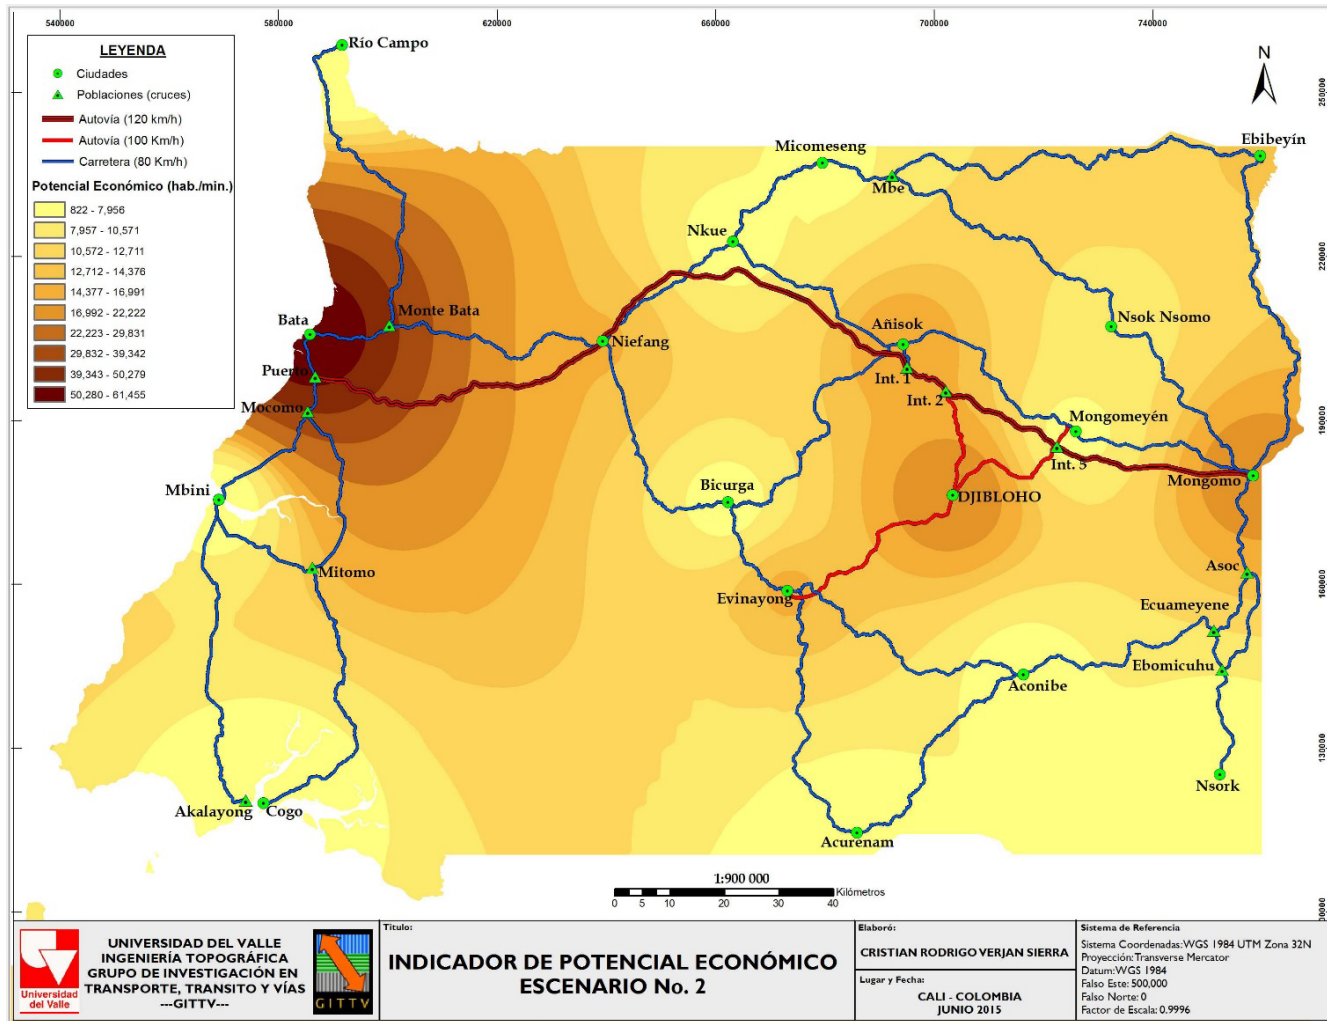 540000
580000
620000
660000
700000
740000
LEYENDA
Ciudades
Poblaciones (cruces)
Autovía (120 km/h)
Autovía (100 Km/h)
Carretera (80 Km/h)
Potencial Económico (hab./min.)
822 - 7,956
7,957 - 10,571
10,572 - 12,711
12,712 - 14,376
14,377 - 16,991
16,992 - 22,222
22,223 - 29,831
29,832 - 39,342
39,343 - 50,279
50,280 - 61,455
N
250000
220000
190000
160000
130000
Río Campo
Micomeseng
Ebibeyín
Mbe
Nkue
Monte Bata
Bata
Niefang
Añisok
Nsok Nsomo
Puerto
Int. 1
Int. 2
Mocomo
Mongomeyén
Int. 5
Mongomo
Mbini
Bicurga
DJIBLOHO
Mitomo
Asoc
Evinayong
Ecuameyene
Ebomicuhu
Aconibe
Nsork
Akalayong
Cogo
Acurenam
1:900 000
0 5 10 20 30 40
Kilómetros
Universidad
del Valle
UNIVERSIDAD DEL VALLE
INGENIERÍA TOPOGRÁFICA
GRUPO DE INVESTIGACIÓN EN
TRANSPORTE, TRANSITO Y VÍAS
---GITTV---
GITTV
Titulo:
INDICADOR DE POTENCIAL ECONÓMICO
ESCENARIO No. 2
Elaboró:
CRISTIAN RODRIGO VERJAN SIERRA
Lugar y Fecha:
CALI - COLOMBIA
JUNIO 2015
Sistema de Referencia
Sistema Coordenadas: WGS 1984 UTM Zona 32N
Proyección: Transverse Mercator
Datum: WGS 1984
Falso Este: 500,000
Falso Norte: 0
Factor de Escala: 0.9996